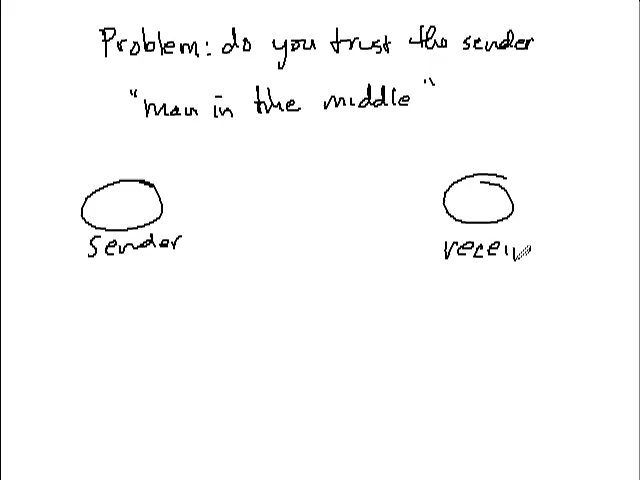 Problem: do you trust the sender
"man in the middle"
sender
receiv